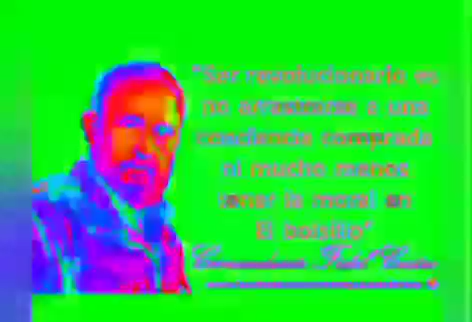 "Ser revolucionario es
no arrastrarse a una
conciencia comprada
ni mucho menos
tener la moral en
El bolsillo"
Fidel Castro